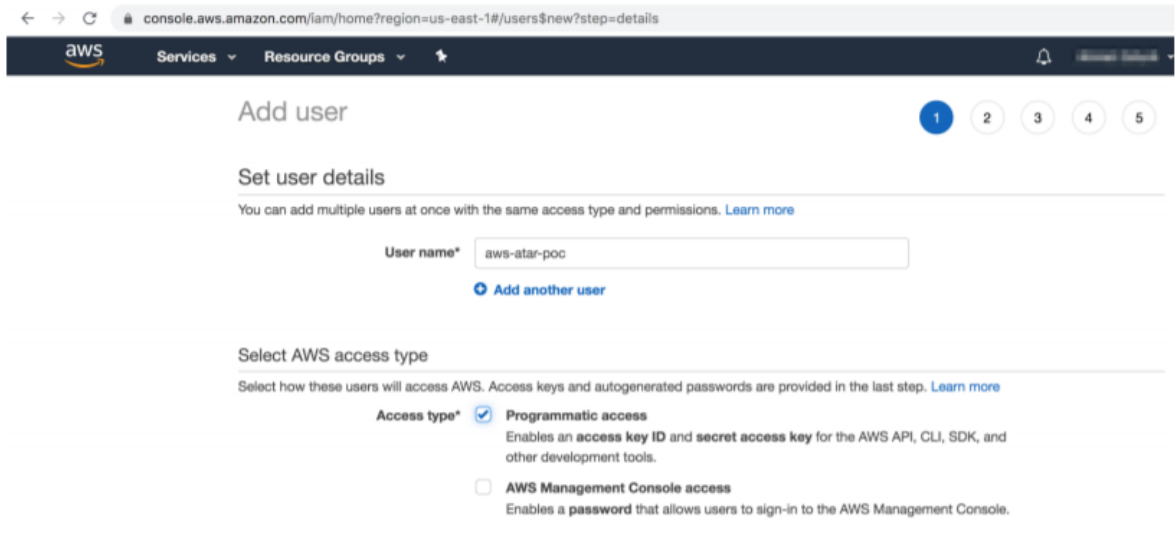 console.aws.amazon.com/iam/home?region=us-east-1#/users$new?step=details
aws Services Resource Groups
Add user 1 2 3 4 5
Set user details
You can add multiple users at once with the same access type and permissions. Learn more
User name* aws-atar-poc
Add another user
Select AWS access type
Select how these users will access AWS. Access keys and autogenerated passwords are provided in the last step. Learn more
Access type* Programmatic access
Enables an access key ID and secret access key for the AWS API, CLI, SDK, and
other development tools.
AWS Management Console access
Enables a password that allows users to sign-in to the AWS Management Console.